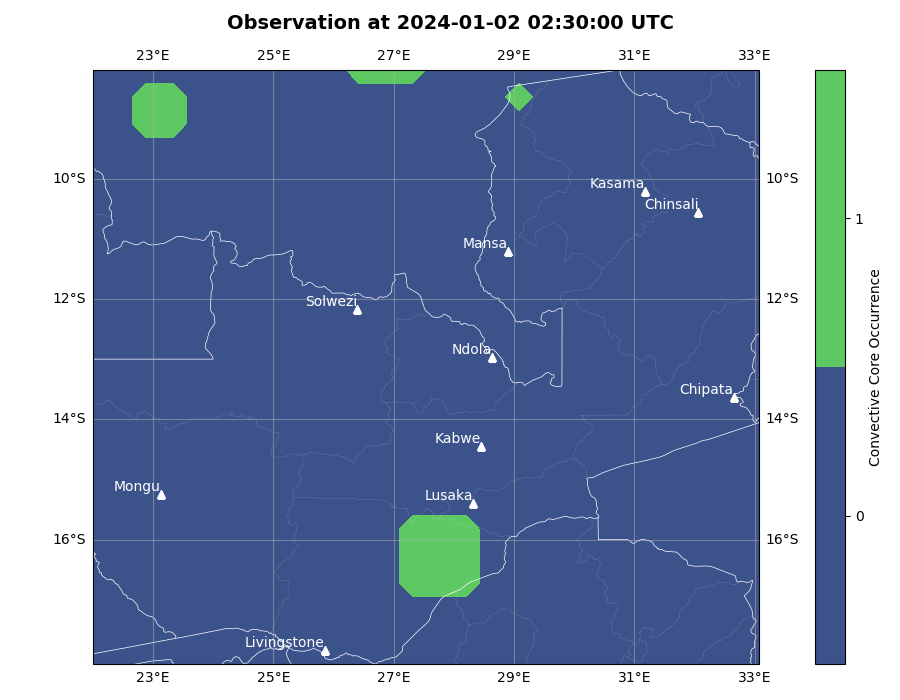 Observation at 2024-01-02 02:30:00 UTC
23°E 25°E 27°E 29°E 31°E 33°E
10°S 10°S
Kasama
Chinsali
1
Mansa
12°S 12°S
Solwezi
Ndola
Chipata
14°S 14°S
Kabwe
Convective Core Occurrence
Mongu
Lusaka
0
16°S 16°S
Livingstone
23°E 25°E 27°E 29°E 31°E 33°E